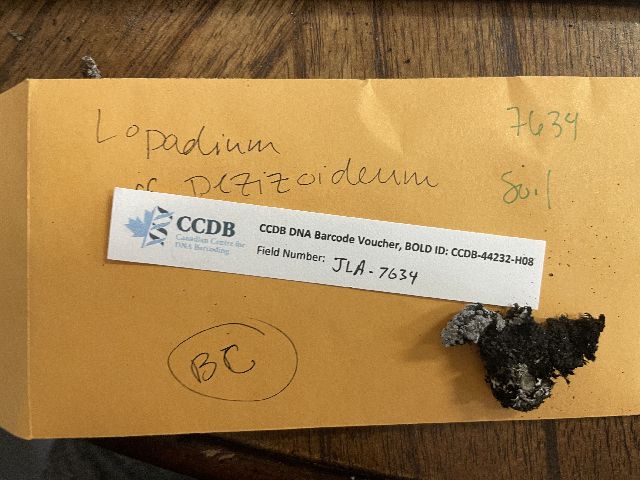 Lopadium
Pezizoideum
7634
Soil
CCDB
Canadian Centre for
DNA Barcoding
CCDB DNA Barcode Voucher, BOLD ID: CCDB-44232-H08
Field Number: JLA-7634
BC